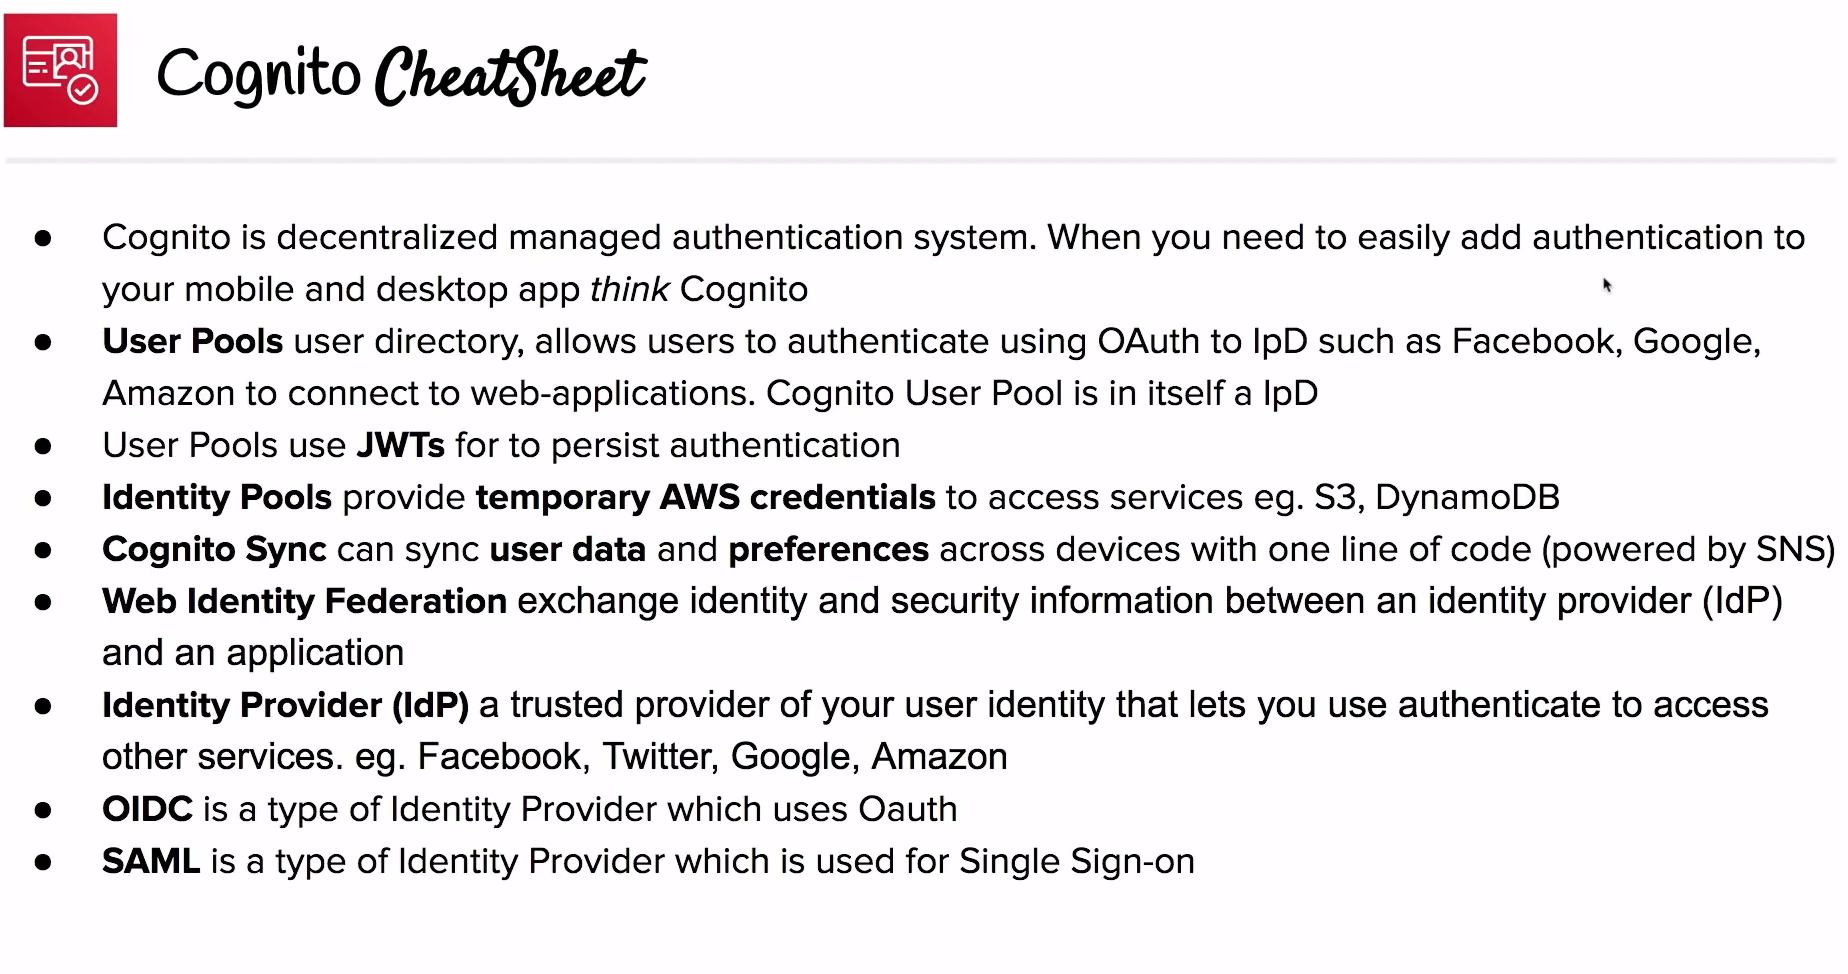 Cognito CheatSheet
Cognito is decentralized managed authentication system. When you need to easily add authentication to
your mobile and desktop app think Cognito
User Pools user directory, allows users to authenticate using OAuth to IpD such as Facebook, Google,
Amazon to connect to web-applications. Cognito User Pool is in itself a IpD
User Pools use JWTs for to persist authentication
Identity Pools provide temporary AWS credentials to access services eg. S3, DynamoDB
Cognito Sync can sync user data and preferences across devices with one line of code (powered by SNS)
Web Identity Federation exchange identity and security information between an identity provider (IdP)
and an application
Identity Provider (IdP) a trusted provider of your user identity that lets you use authenticate to access
other services. eg. Facebook, Twitter, Google, Amazon
OIDC is a type of Identity Provider which uses Oauth
SAML is a type of Identity Provider which is used for Single Sign-on